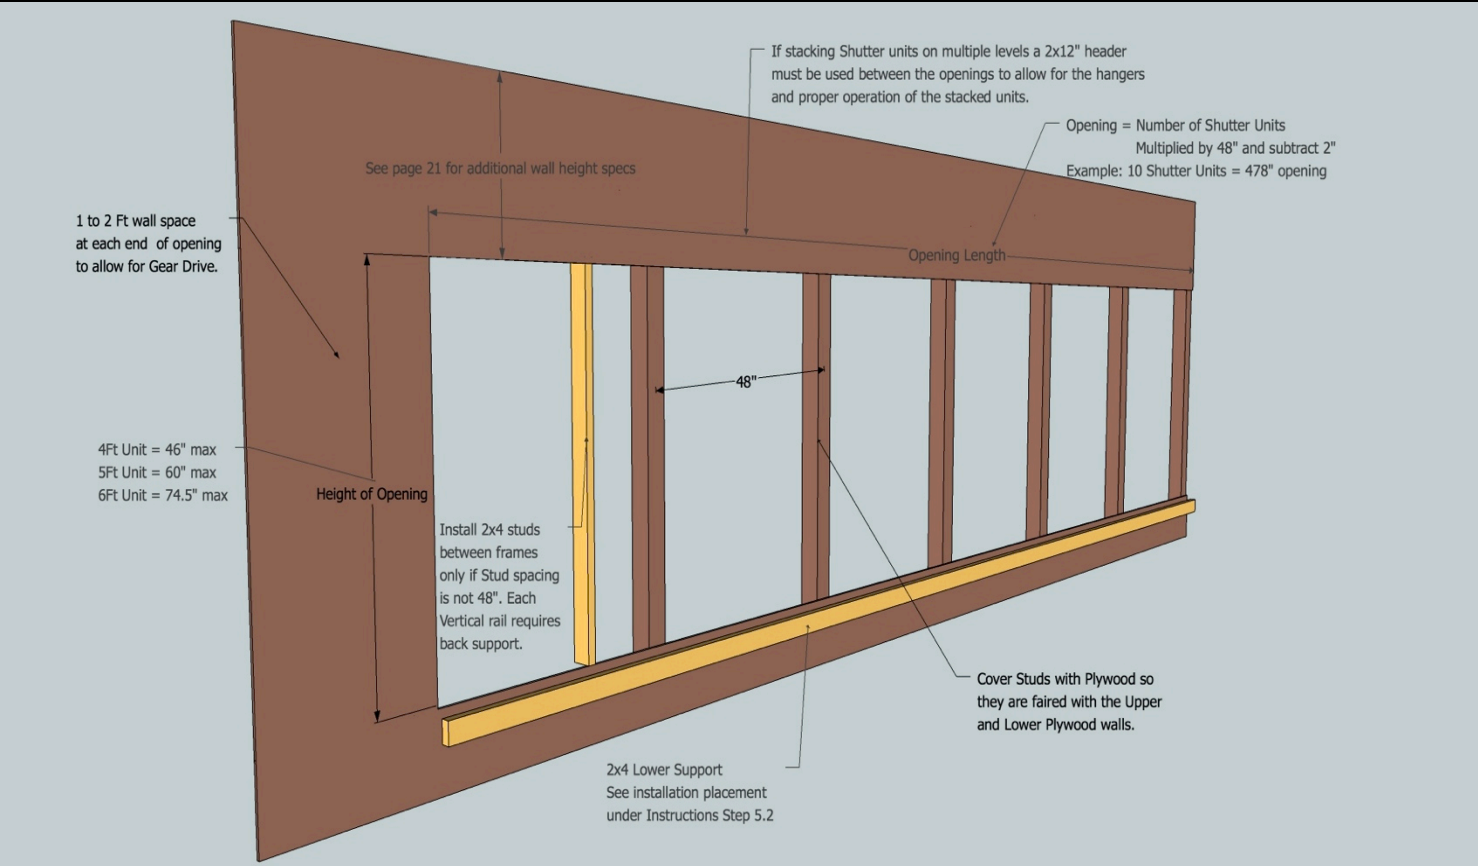 If stacking Shutter units on multiple levels a 2x12" header
must be used between the openings to allow for the hangers
and proper operation of the stacked units.
Opening = Number of Shutter Units
Multiplied by 48" and subtract 2"
Example: 10 Shutter Units = 478" opening
See page 21 for additional wall height specs
1 to 2 Ft wall space
at each end of opening
to allow for Gear Drive.
Opening Length
48"
4Ft Unit = 46" max
5Ft Unit = 60" max
6Ft Unit = 74.5" max
Height of Opening
Install 2x4 studs
between frames
only if Stud spacing
is not 48". Each
Vertical rail requires
back support.
Cover Studs with Plywood so
they are faired with the Upper
and Lower Plywood walls.
2x4 Lower Support
See installation placement
under Instructions Step 5.2